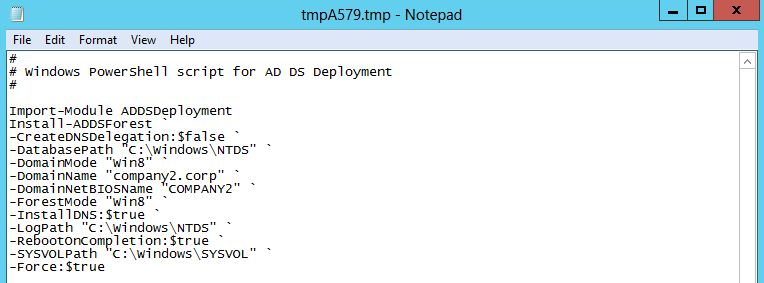 tmpA579.tmp - Notepad
File Edit Format View Help
#
# Windows PowerShell script for AD DS Deployment
#
Import-Module ADDSDeployment
Install-ADDSForest `
-CreateDNSDelegation:$false `
-DatabasePath "C:\Windows\NTDS" `
-DomainMode "Win8" `
-DomainName "company2.corp" `
-DomainNetBIOSName "COMPANY2" `
-ForestMode "Win8" `
-InstallDNS:$true `
-LogPath "C:\Windows\NTDS" `
-RebootOnCompletion:$true `
-SYSVOLPath "C:\Windows\SYSVOL" `
-Force:$true